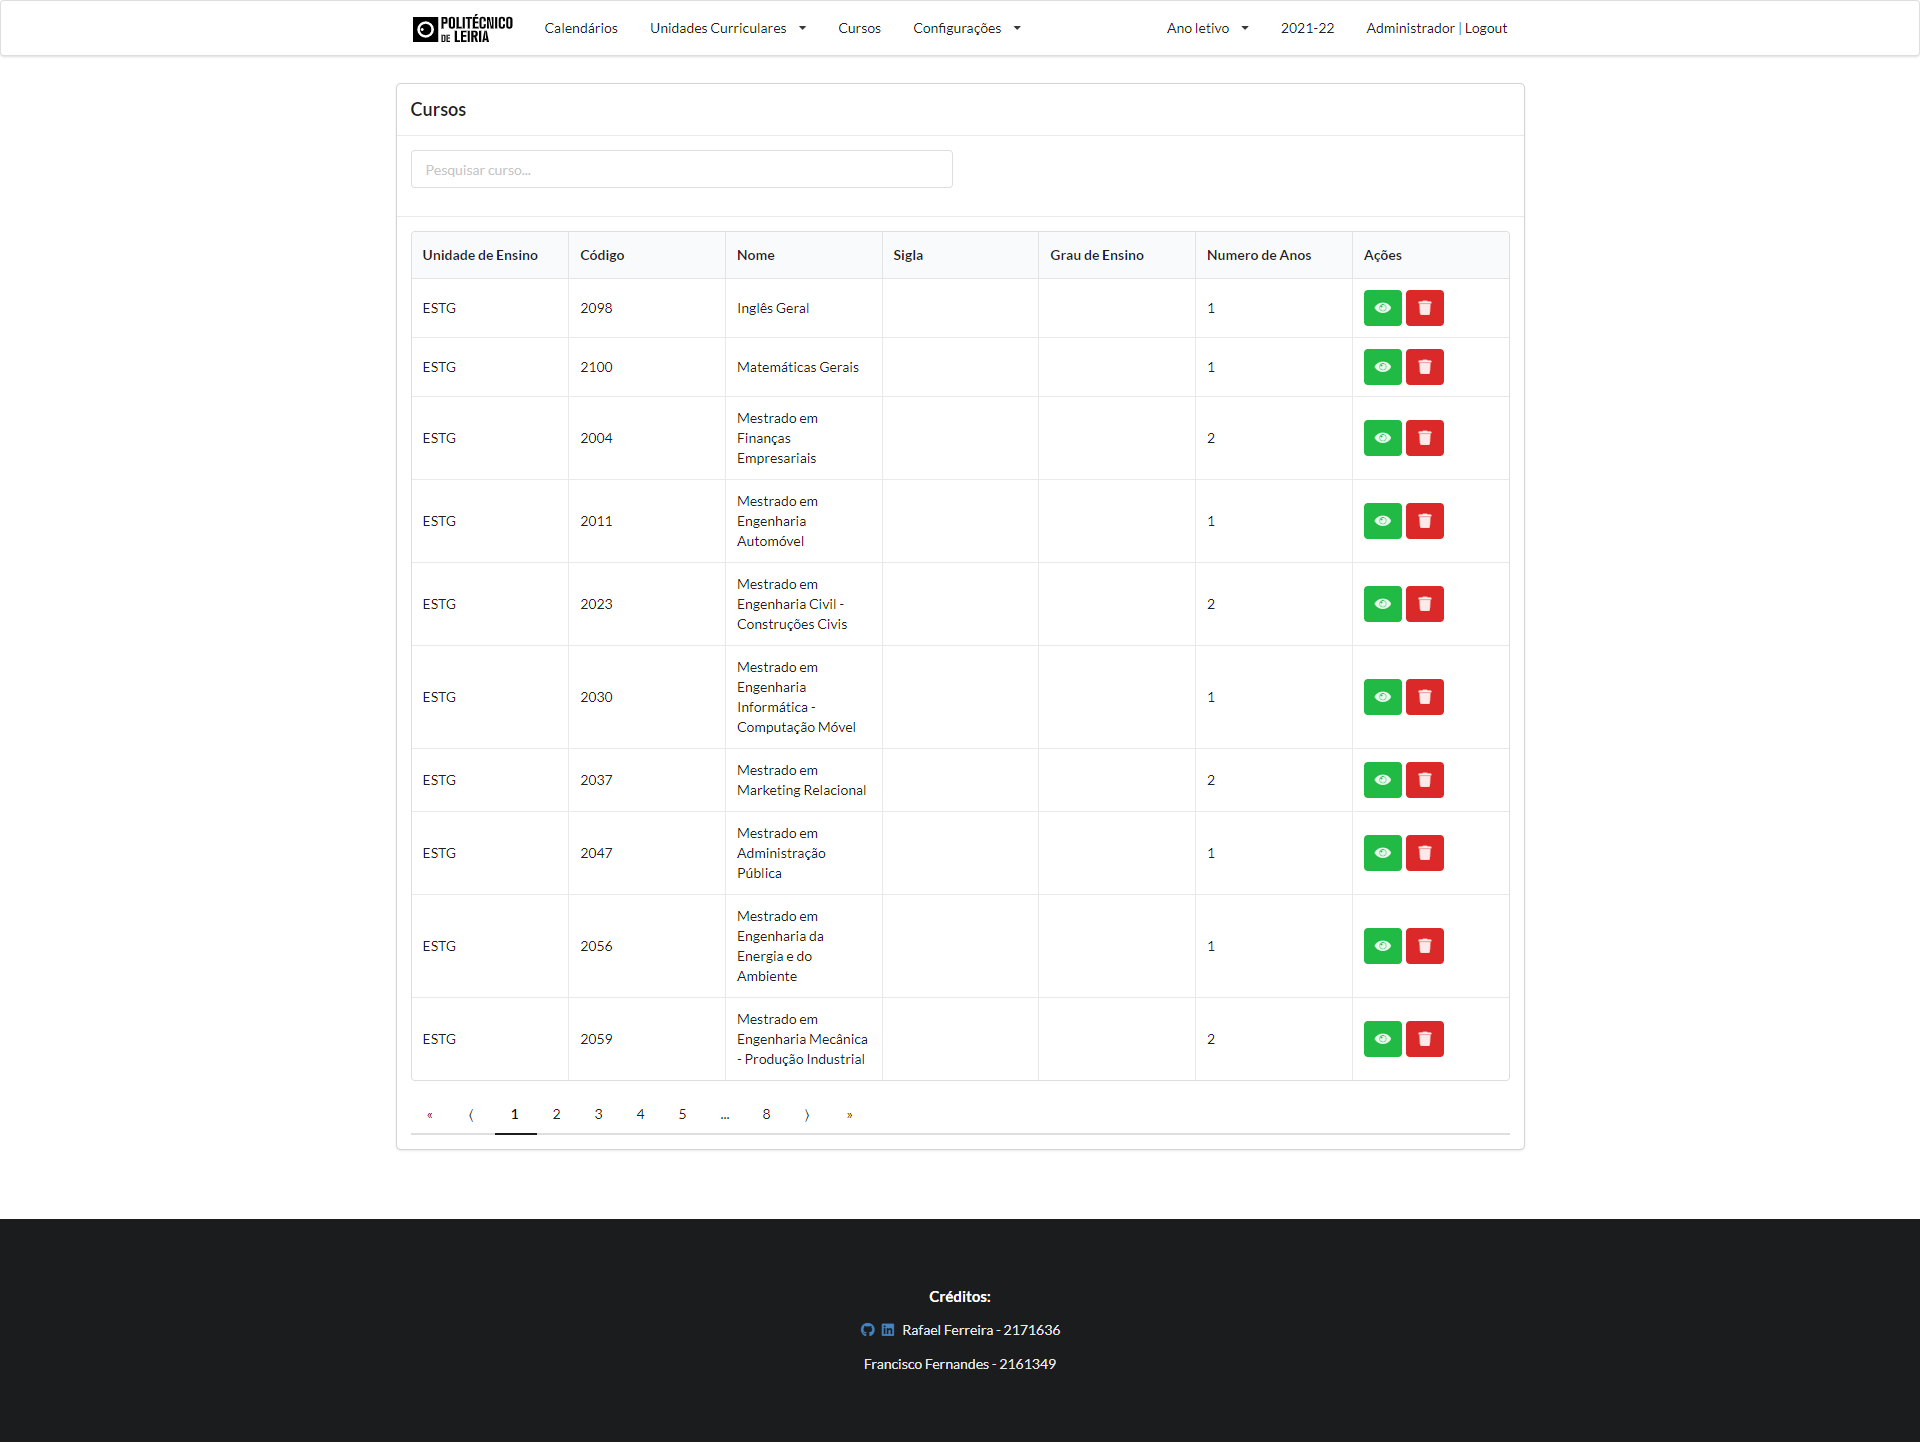 POLITÉCNICO
DE LEIRIA
Calendários Unidades Curriculares Cursos Configurações Ano letivo 2021-22 Administrador | Logout
Cursos
Pesquisar curso...
Unidade de Ensino Código Nome Sigla Grau de Ensino Numero de Anos Ações
ESTG 2098 Inglês Geral 1
ESTG 2100 Matemáticas Gerais 1
ESTG 2004 Mestrado em
Finanças
Empresariais 2
ESTG 2011 Mestrado em
Engenharia
Automóvel 1
ESTG 2023 Mestrado em
Engenharia Civil -
Construções Civis 2
ESTG 2030 Mestrado em
Engenharia
Informática -
Computação Móvel 1
ESTG 2037 Mestrado em
Marketing Relacional 2
ESTG 2047 Mestrado em
Administração
Pública 1
ESTG 2056 Mestrado em
Engenharia da
Energia e do
Ambiente 1
ESTG 2059 Mestrado em
Engenharia Mecânica
- Produção Industrial 2
« ⟨ 1 2 3 4 5 ... 8 ⟩ »
Créditos:
Rafael Ferreira - 2171636
Francisco Fernandes - 2161349